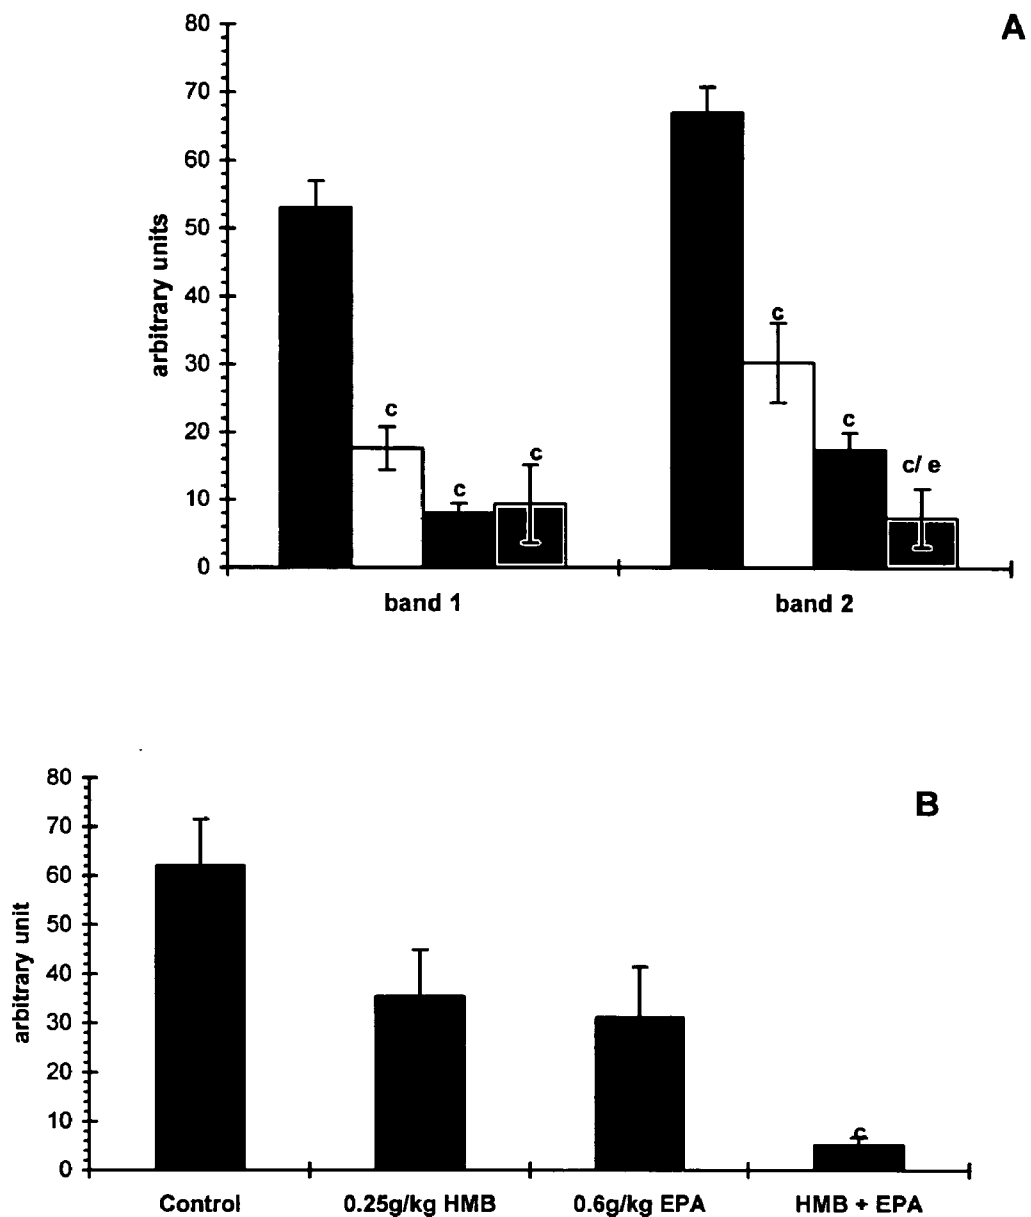 A
80
70
60
50
40
30
20
10
0
arbitrary units
c
c
c
c
c
c/ e
band 1
band 2
B
80
70
60
50
40
30
20
10
0
arbitrary unit
c
Control
0.25g/kg HMB
0.6g/kg EPA
HMB + EPA